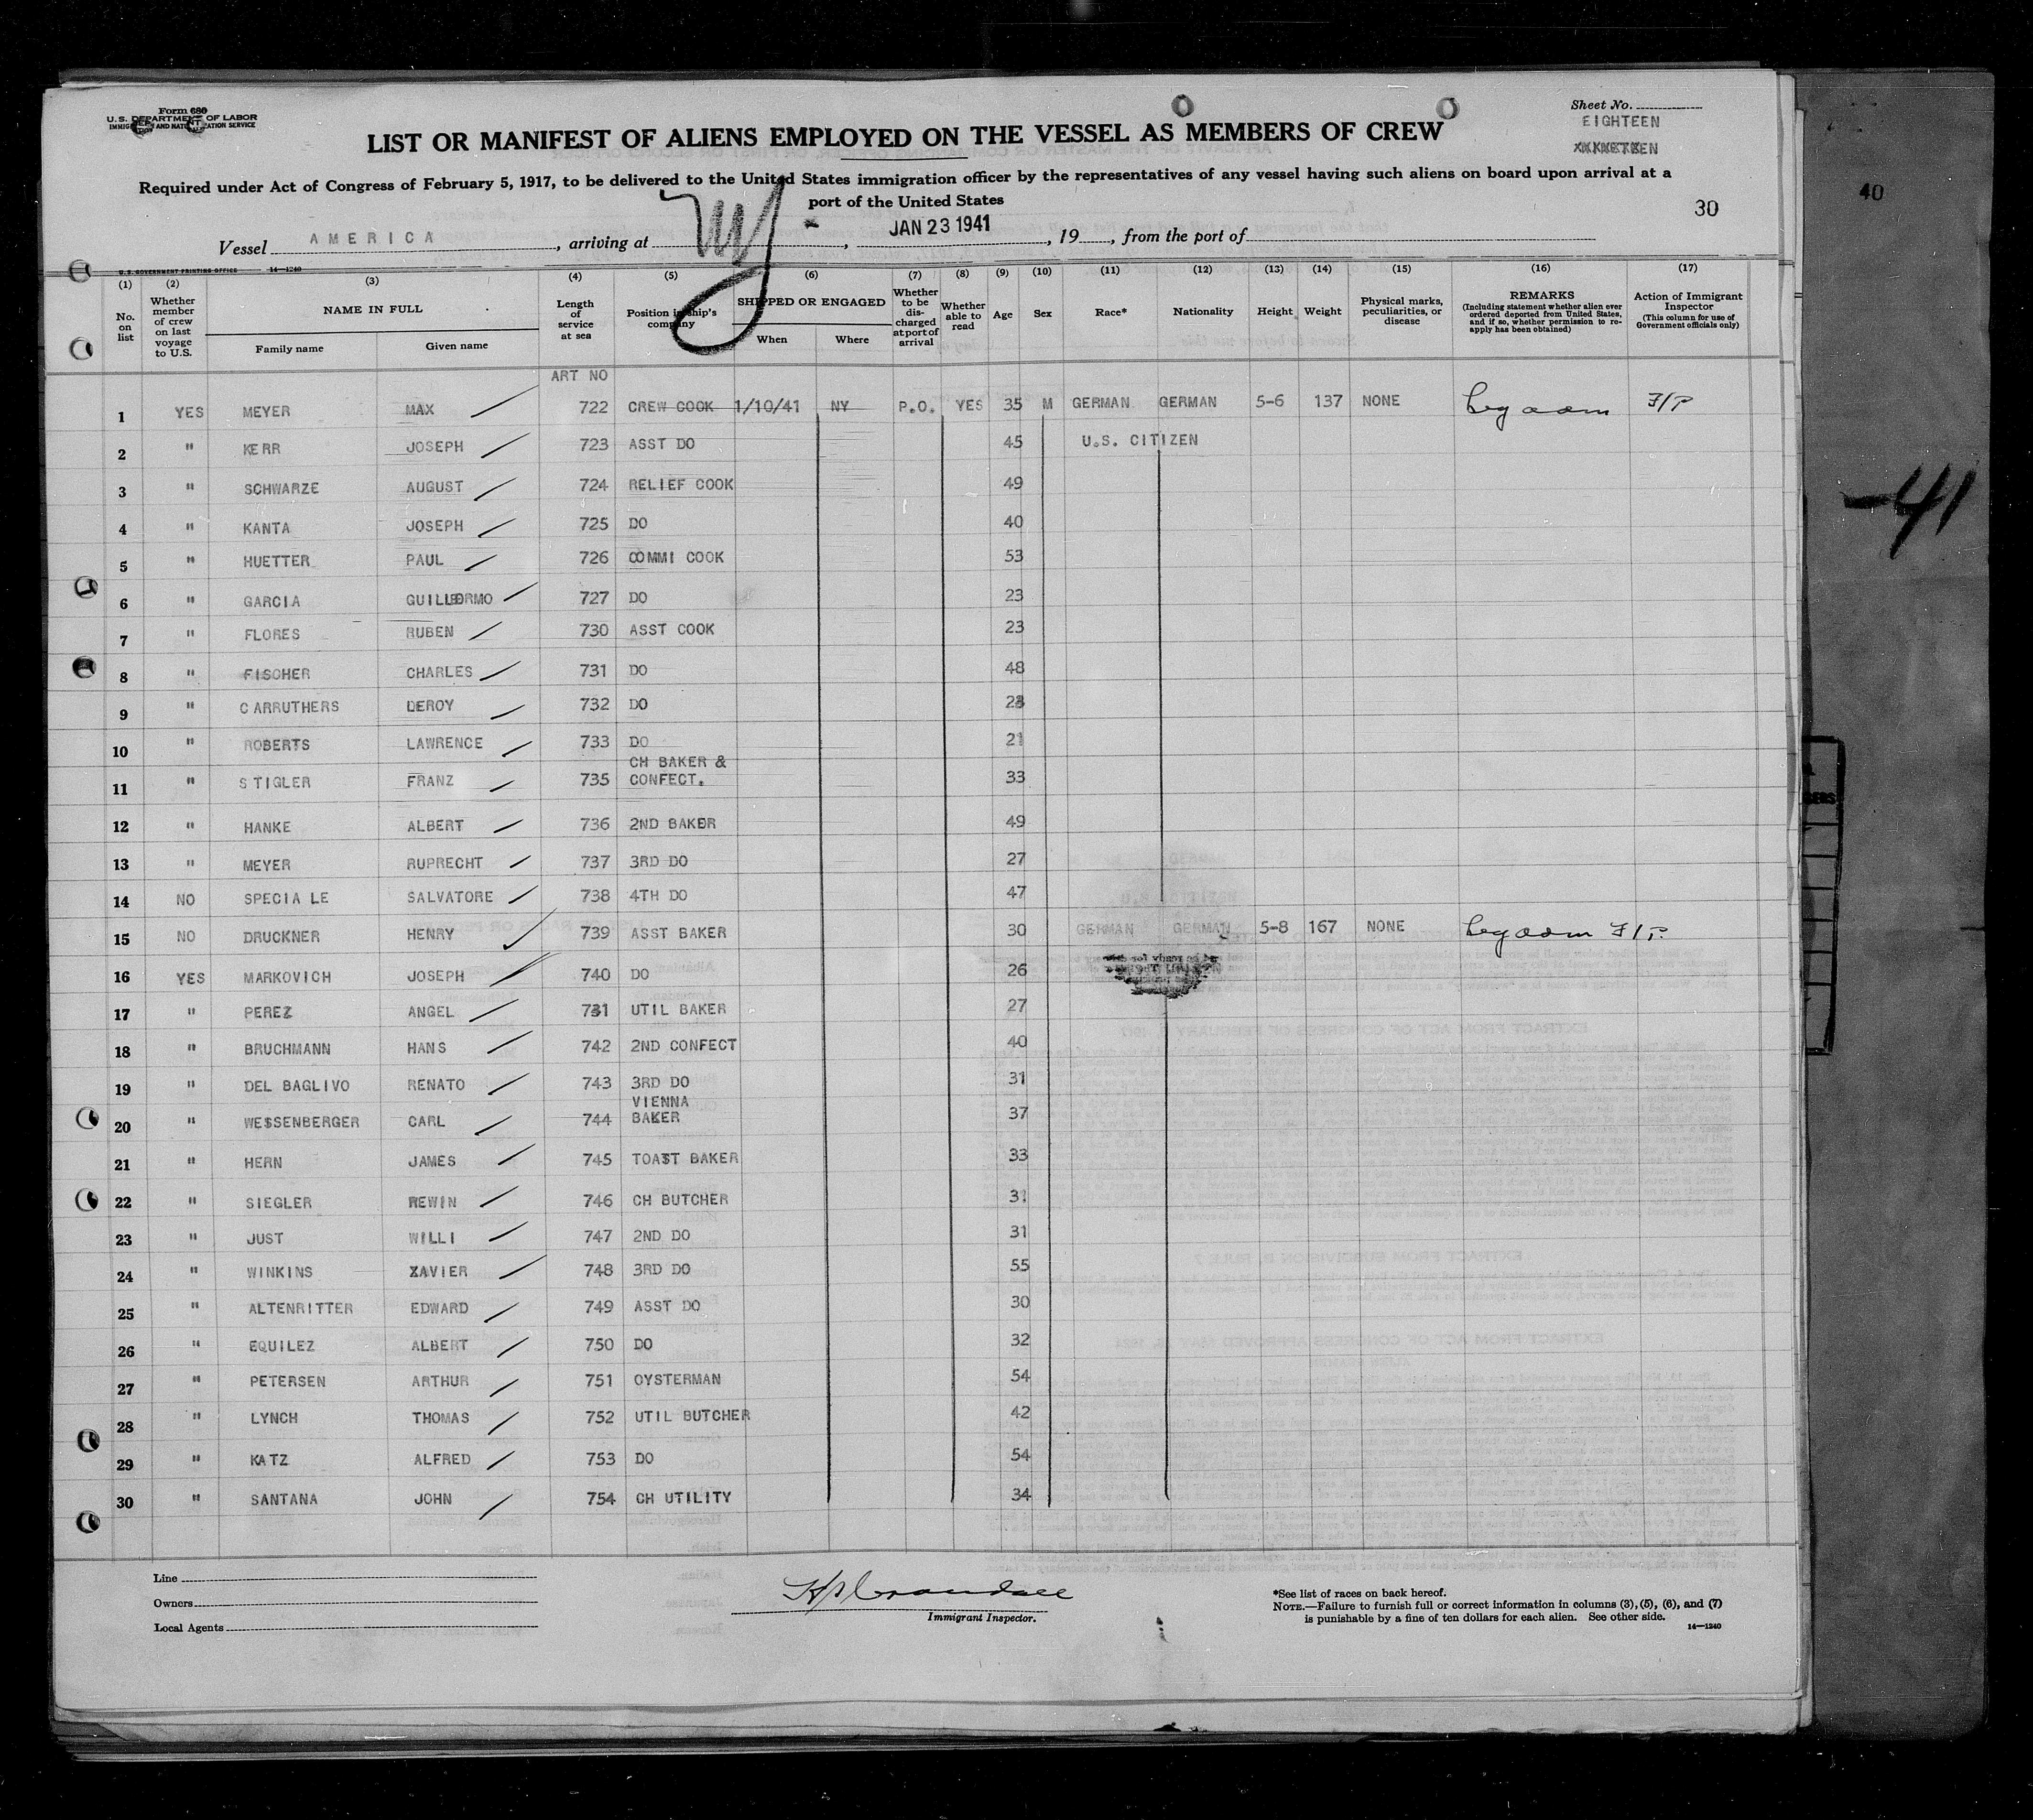 Form 680
U.S. DEPARTMENT OF LABOR
IMMIGRATION AND NATURALIZATION SERVICE
Sheet No.
EIGHTEEN
LIST OR MANIFEST OF ALIENS EMPLOYED ON THE VESSEL AS MEMBERS OF CREW
Required under Act of Congress of February 5, 1917, to be delivered to the United States immigration officer by the representatives of any vessel having such aliens on board upon arrival at a
port of the United States
30
40
Vessel AMERICA, arriving at NY, JAN 23 1941, 19, from the port of
U.S. GOVERNMENT PRINTING OFFICE 14—1240
(1) (2) (3) (4) (5) (6) (7) (8) (9) (10) (11) (12) (13) (14) (15) (16) (17)
No. on list
Whether member of crew on last voyage to U.S.
NAME IN FULL
Family name Given name
Length of service at sea
Position in ship's company
SHIPPED OR ENGAGED
When Where
Whether to be discharged at port of arrival
Whether able to read
Age
Sex
Race*
Nationality
Height
Weight
Physical marks, peculiarities, or disease
REMARKS
(Including statement whether alien ever ordered deported from United States, and if so, whether permission to reapply has been obtained)
Action of Immigrant Inspector
(This column for use of Government officials only)
ART NO
1 YES MEYER MAX 722 CREW COOK 1/10/41 NY P.O. YES 35 M GERMAN GERMAN 5-6 137 NONE F/P
2 " KERR JOSEPH 723 ASST DO 45 U.S. CITIZEN
3 " SCHWARZE AUGUST 724 RELIEF COOK 49
4 " KANTA JOSEPH 725 DO 40
-41
5 " HUETTER PAUL 726 COMMI COOK 53
6 " GARCIA GUILLERMO 727 DO 23
7 " FLORES RUBEN 730 ASST COOK 23
8 " FISCHER CHARLES 731 DO 48
9 " CARRUTHERS LEROY 732 DO 23
10 " ROBERTS LAWRENCE 733 DO 21
11 " STIGLER FRANZ 735 CH BAKER & CONFECT. 33
12 " HANKE ALBERT 736 2ND BAKER 49
13 " MEYER RUPRECHT 737 3RD DO 27
14 NO SPECIALE SALVATORE 738 4TH DO 47
15 NO DRUCKNER HENRY 739 ASST BAKER 30 GERMAN GERMAN 5-8 167 NONE F/P
16 YES MARKOVICH JOSEPH 740 DO 26
17 " PEREZ ANGEL 731 UTIL BAKER 27
18 " BRUCHMANN HANS 742 2ND CONFECT 40
19 " DEL BAGLIVO RENATO 743 3RD DO 31
20 " WESSENBERGER CARL 744 VIENNA BAKER 37
21 " HERN JAMES 745 TOAST BAKER 33
22 " SIEGLER REWIN 746 CH BUTCHER 31
23 " JUST WILLI 747 2ND DO 31
24 " WINKINS XAVIER 748 3RD DO 55
25 " ALTENRITTER EDWARD 749 ASST DO 30
26 " EQUILEZ ALBERT 750 DO 32
27 " PETERSEN ARTHUR 751 OYSTERMAN 54
28 " LYNCH THOMAS 752 UTIL BUTCHER 42
29 " KATZ ALFRED 753 DO 54
30 " SANTANA JOHN 754 CH UTILITY 34
Line
Owners
Local Agents
Immigrant Inspector.
*See list of races on back hereof.
NOTE.—Failure to furnish full or correct information in columns (3), (5), (6), and (7)
is punishable by a fine of ten dollars for each alien. See other side.
14—1240